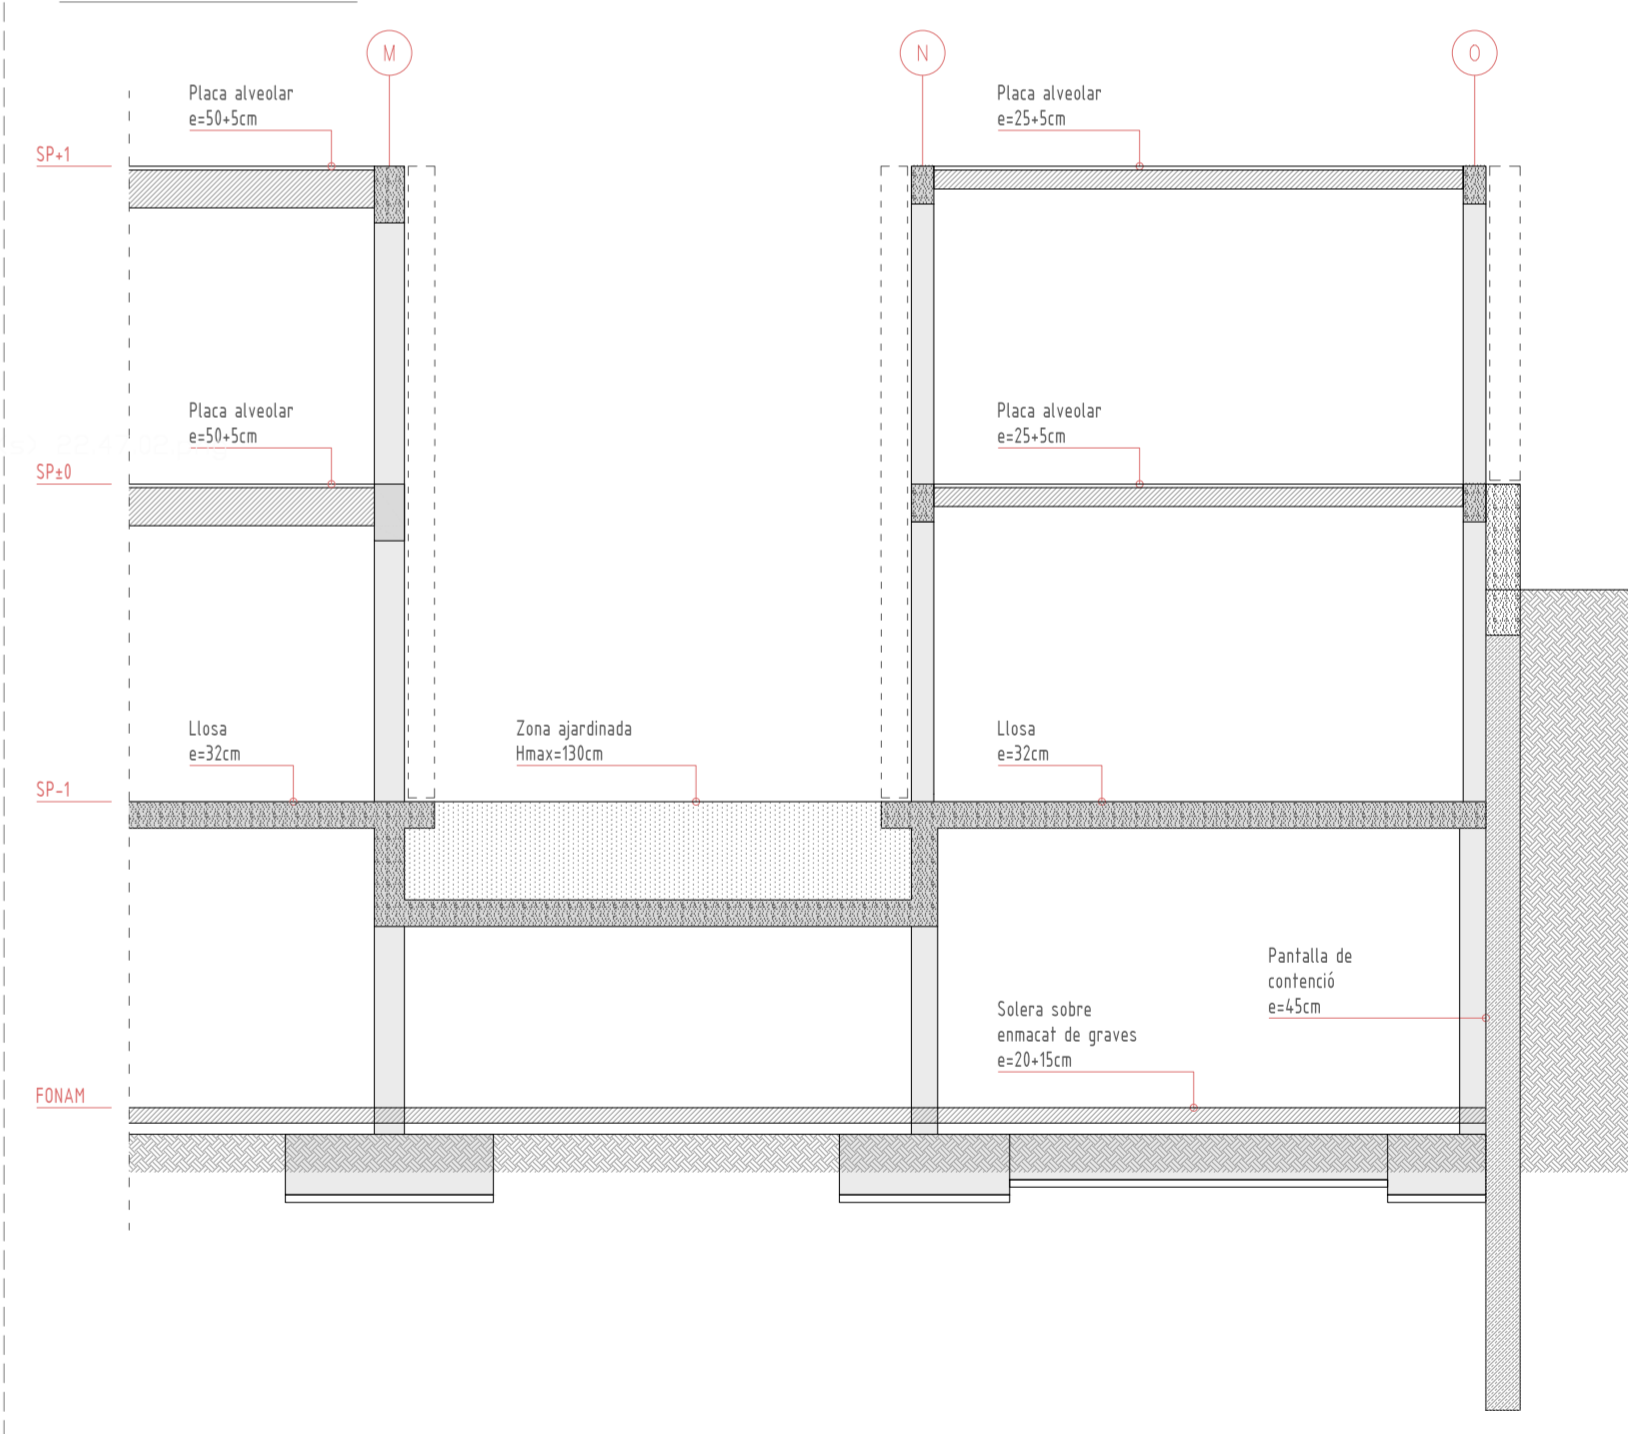 M
N
O
Placa alveolar
e=50+5cm
Placa alveolar
e=25+5cm
SP+1
Placa alveolar
e=50+5cm
Placa alveolar
e=25+5cm
SP±0
Llosa
e=32cm
Zona ajardinada
Hmax=130cm
Llosa
e=32cm
SP-1
Pantalla de
contenció
e=45cm
Solera sobre
enmacat de graves
e=20+15cm
FONAM